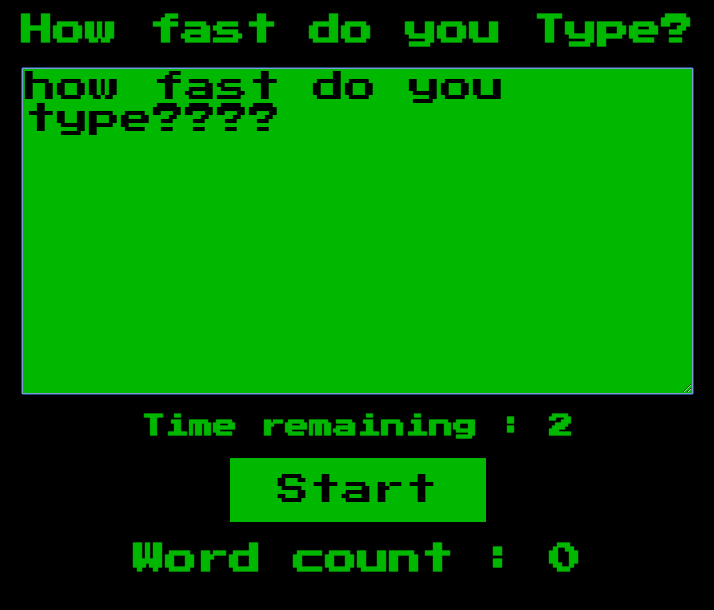 How fast do you Type?
how fast do you
type????
Time remaining : 2
Start
Word count : 0